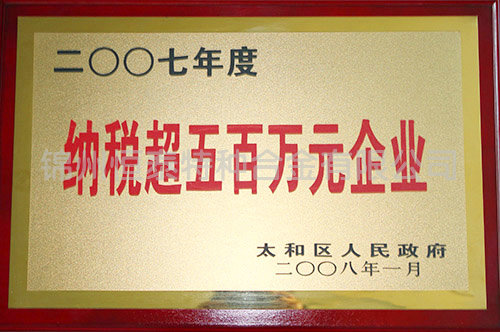 二〇〇七年度
纳税超五百万元企业
太和区人民政府
二〇〇八年一月